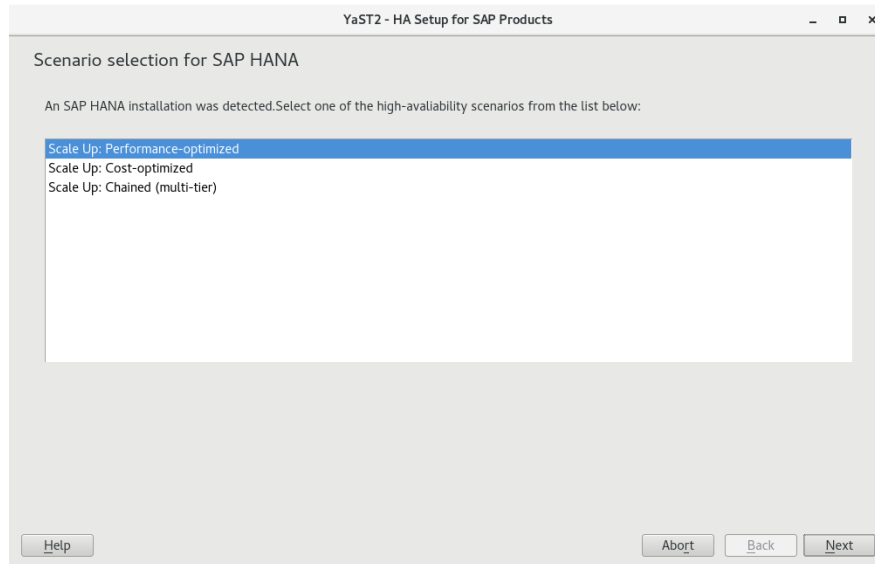 YaST2 - HA Setup for SAP Products
Scenario selection for SAP HANA
An SAP HANA installation was detected.Select one of the high-avaliability scenarios from the list below:
Scale Up: Performance-optimized
Scale Up: Cost-optimized
Scale Up: Chained (multi-tier)
Help Abort Back Next